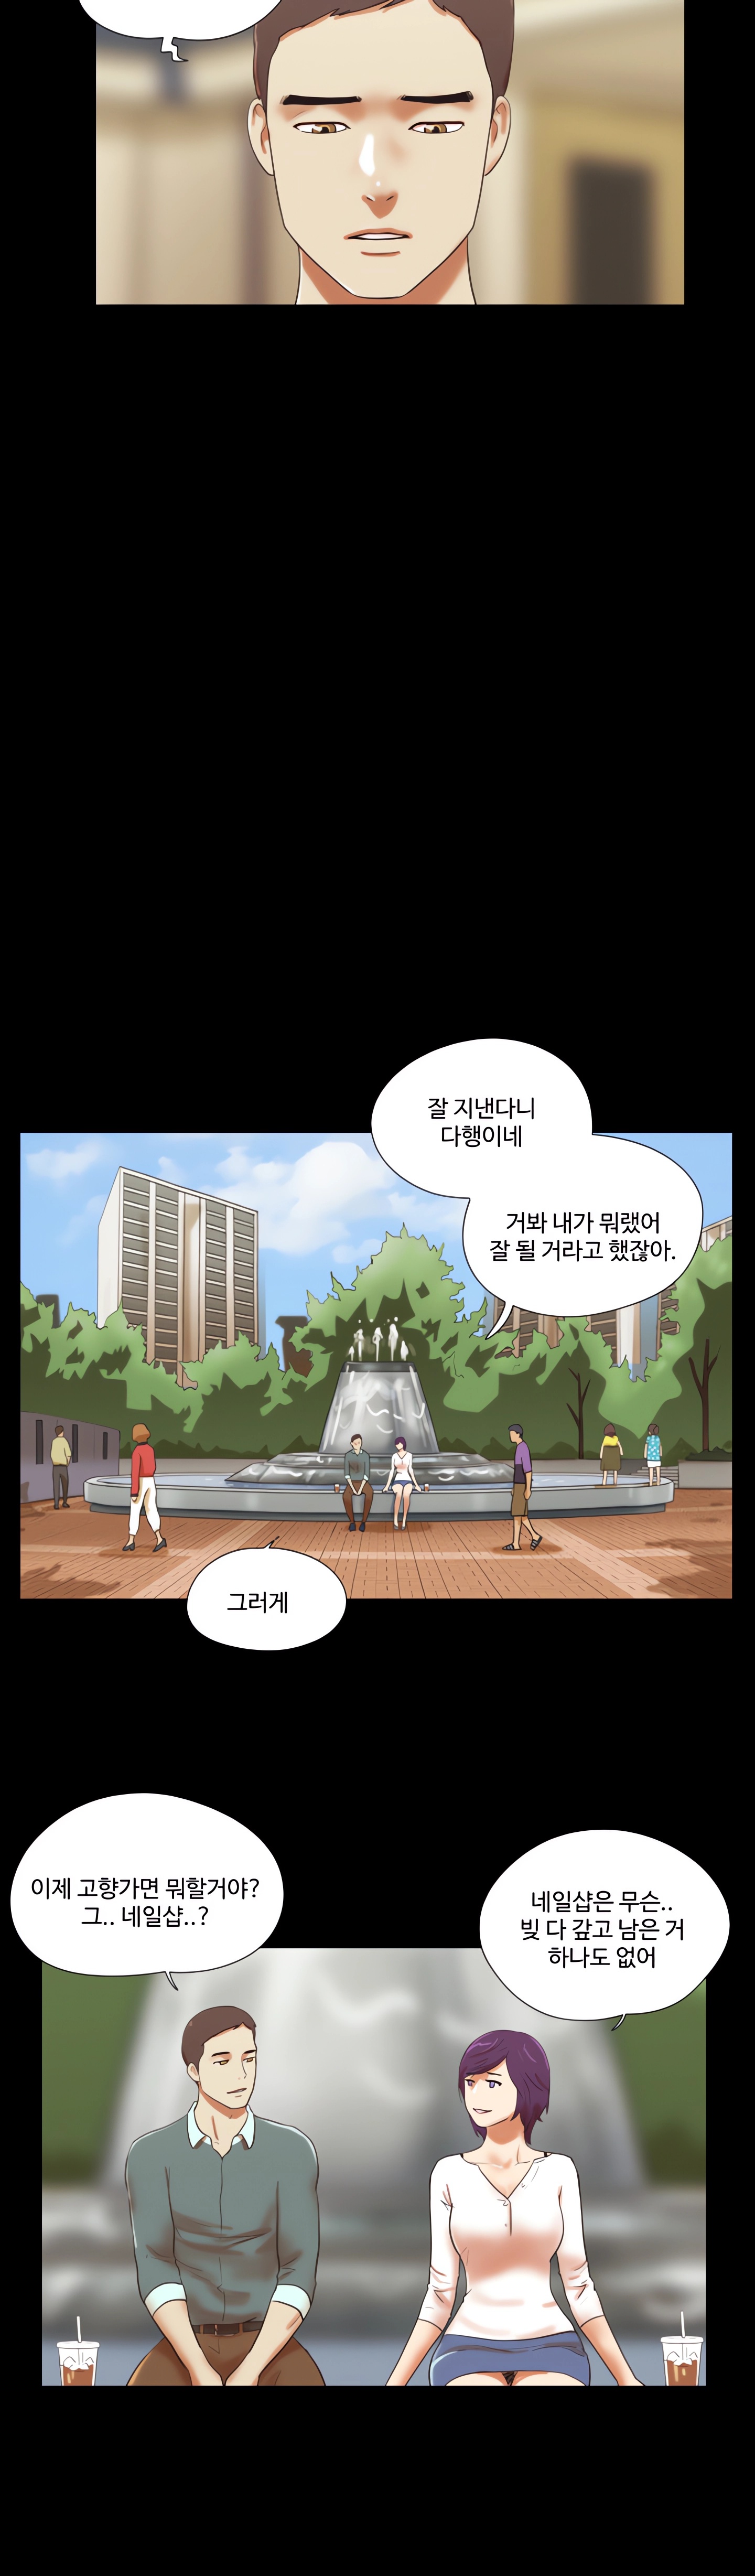 잘 지낸다니
다행이네
거봐 내가 뭐랬어
잘 될 거라고 했잖아.
그러게
이제 고향가면 뭐할거야?
그.. 네일샵..?
네일샵은 무슨..
빚 다 갚고 남은 거
하나도 없어